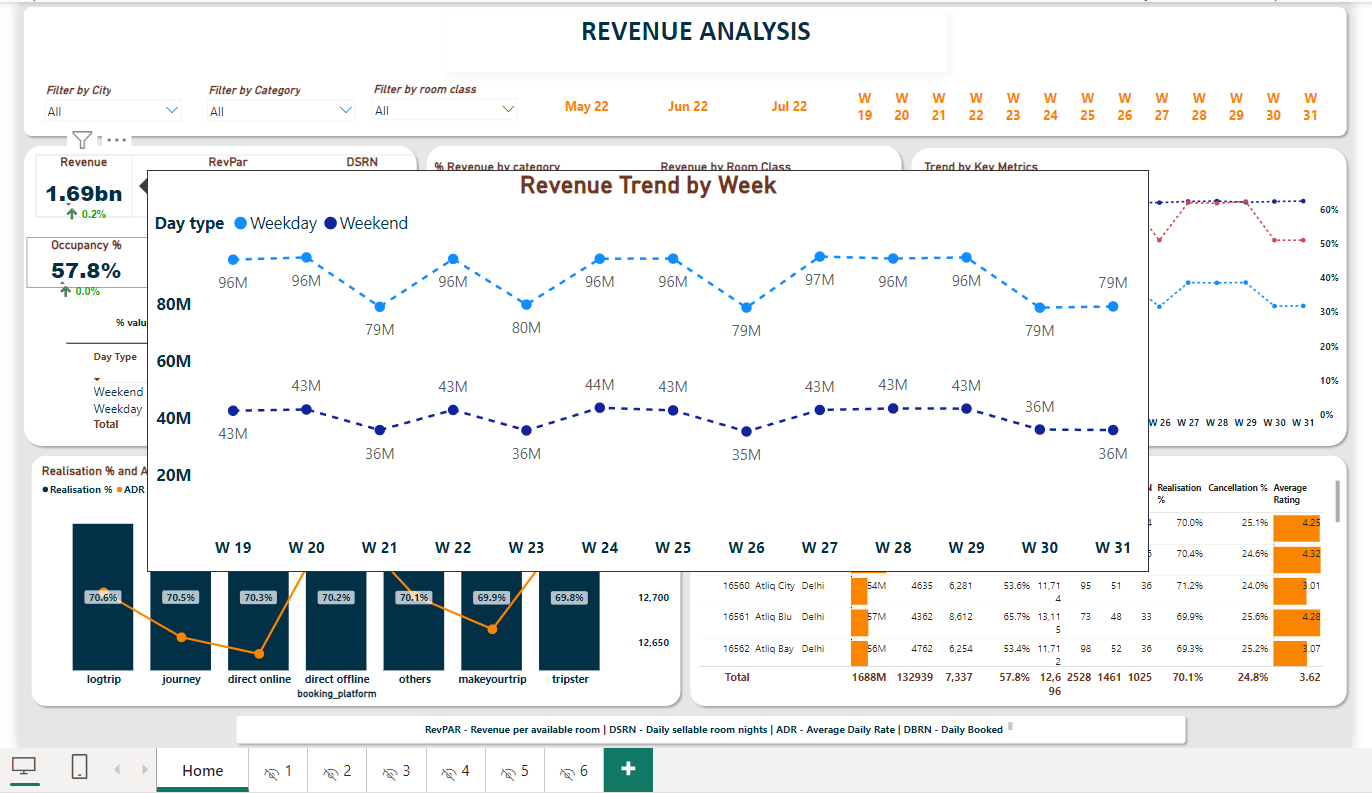 REVENUE ANALYSIS
Filter by City
Filter by Category
Filter by room class
All
All
All
May 22 Jun 22 Jul 22
W 19 W 20 W 21 W 22 W 23 W 24 W 25 W 26 W 27 W 28 W 29 W 30 W 31
Revenue
1.69bn
0.2%
RevPar
DSRN
% Revenue by category
Revenue by Room Class
Trend by Key Metrics
Occupancy %
57.8%
0.0%
% valu
Day Type
Weekend
Weekday
Total
Revenue Trend by Week
Day type Weekday Weekend
96M 96M 79M 96M 80M 96M 96M 79M 97M 96M 96M 79M 79M
80M
60M
40M
20M
43M 43M 36M 43M 36M 44M 43M 35M 43M 43M 43M 36M 36M
W 19 W 20 W 21 W 22 W 23 W 24 W 25 W 26 W 27 W 28 W 29 W 30 W 31
60%
50%
40%
30%
20%
10%
0%
W 26 W 27 W 28 W 29 W 30 W 31
Realisation % and A
Realisation % ADR
70.6% 70.5% 70.3% 70.2% 70.1% 69.9% 69.8%
12,700
12,650
logtrip journey direct online direct offline others makeyourtrip tripster
booking_platform
Realisation % Cancellation % Average Rating
70.0% 25.1% 4.25
70.4% 24.6% 4.32
16560 Atliq City Delhi 54M 4635 6,281 53.6% 11,714 95 51 36 71.2% 24.0% 3.01
16561 Atliq Blu Delhi 57M 4362 8,612 65.7% 13,115 73 48 33 69.9% 25.6% 4.28
16562 Atliq Bay Delhi 56M 4762 6,254 53.4% 11,712 98 52 36 69.3% 25.2% 3.07
Total 1688M 132939 7,337 57.8% 12,696 2528 1461 1025 70.1% 24.8% 3.62
RevPAR - Revenue per available room | DSRN - Daily sellable room nights | ADR - Average Daily Rate | DBRN - Daily Booked
Home 1 2 3 4 5 6 +